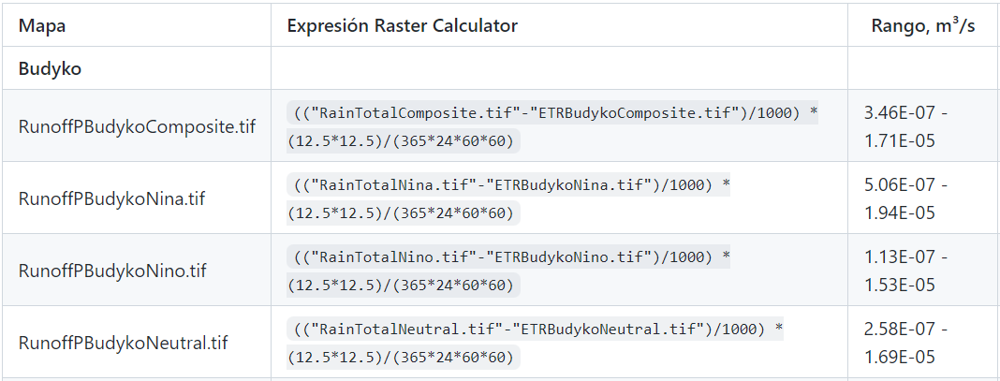 Mapa Expresión Raster Calculator Rango, m³/s
Budyko
RunoffPBudykoComposite.tif (("RainTotalComposite.tif"-"ETRBudykoComposite.tif")/1000) * 3.46E-07 -
(12.5*12.5)/(365*24*60*60) 1.71E-05
RunoffPBudykoNina.tif (("RainTotalNina.tif"-"ETRBudykoNina.tif")/1000) * 5.06E-07 -
(12.5*12.5)/(365*24*60*60) 1.94E-05
RunoffPBudykoNino.tif (("RainTotalNino.tif"-"ETRBudykoNino.tif")/1000) * 1.13E-07 -
(12.5*12.5)/(365*24*60*60) 1.53E-05
RunoffPBudykoNeutral.tif (("RainTotalNeutral.tif"-"ETRBudykoNeutral.tif")/1000) * 2.58E-07 -
(12.5*12.5)/(365*24*60*60) 1.69E-05